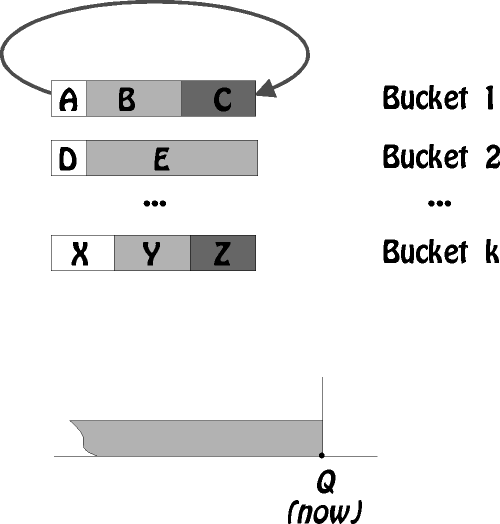 A B C Bucket 1
D E Bucket 2
... ...
X Y Z Bucket k
Q
(now)